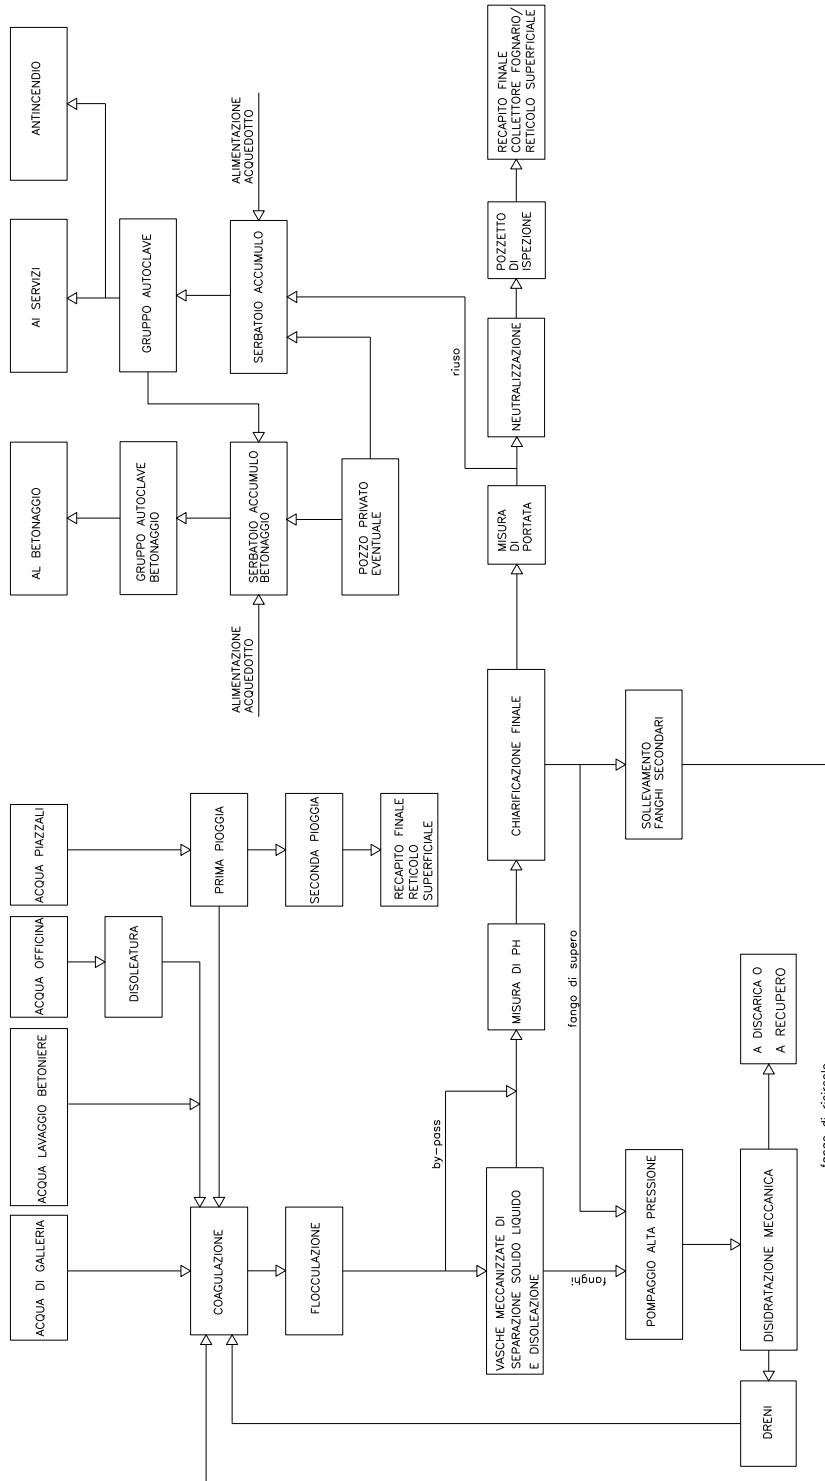 ACQUA DI GALLERIA
ACQUA LAVAGGIO BETONIERE
ACQUA OFFICINA
ACQUA PIAZZALI
DISOLEATURA
COAGULAZIONE
PRIMA PIOGGIA
FLOCCULAZIONE
SECONDA PIOGGIA
RECAPITO FINALE
RETICOLO
SUPERFICIALE
by-pass
VASCHE MECCANIZZATE DI
SEPARAZIONE SOLIDO LIQUIDO
E DISOLEAZIONE
MISURA DI PH
CHIARIFICAZIONE FINALE
MISURA
DI
PORTATA
NEUTRALIZZAZIONE
POZZETTO
DI
ISPEZIONE
RECAPITO FINALE
COLLETTORE FOGNARIO/
RETICOLO SUPERFICIALE
riuso
fanghi
fango di supero
POMPAGGIO ALTA PRESSIONE
SOLLEVAMENTO
FANGHI SECONDARI
DRENI
DISIDRATAZIONE MECCANICA
A DISCARICA O
A RECUPERO
AL BETONAGGIO
AI SERVIZI
ANTINCENDIO
GRUPPO AUTOCLAVE
BETONAGGIO
GRUPPO AUTOCLAVE
ALIMENTAZIONE
ACQUEDOTTO
SERBATOIO ACCUMULO
BETONAGGIO
SERBATOIO ACCUMULO
ALIMENTAZIONE
ACQUEDOTTO
POZZO PRIVATO
EVENTUALE